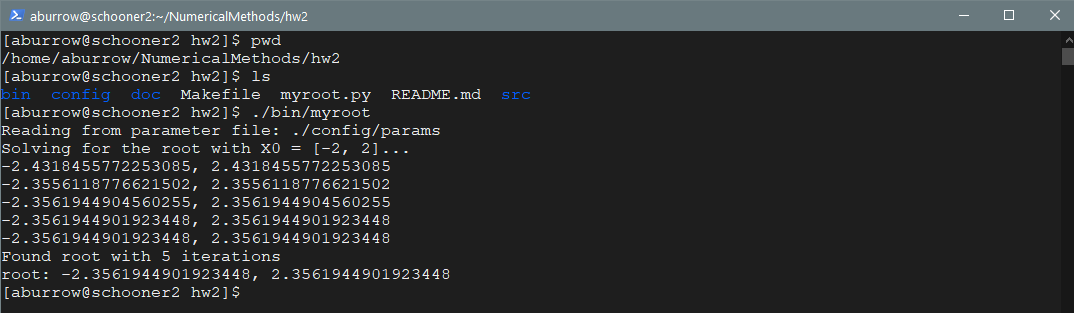 aburrow@schooner2:~/NumericalMethods/hw2
[aburrow@schooner2 hw2]$ pwd
/home/aburrow/NumericalMethods/hw2
[aburrow@schooner2 hw2]$ ls
bin config doc Makefile myroot.py README.md src
[aburrow@schooner2 hw2]$ ./bin/myroot
Reading from parameter file: ./config/params
Solving for the root with X0 = [-2, 2]...
-2.4318455772253085, 2.4318455772253085
-2.3556118776621502, 2.3556118776621502
-2.3561944904560255, 2.3561944904560255
-2.3561944901923448, 2.3561944901923448
-2.3561944901923448, 2.3561944901923448
Found root with 5 iterations
root: -2.3561944901923448, 2.3561944901923448
[aburrow@schooner2 hw2]$